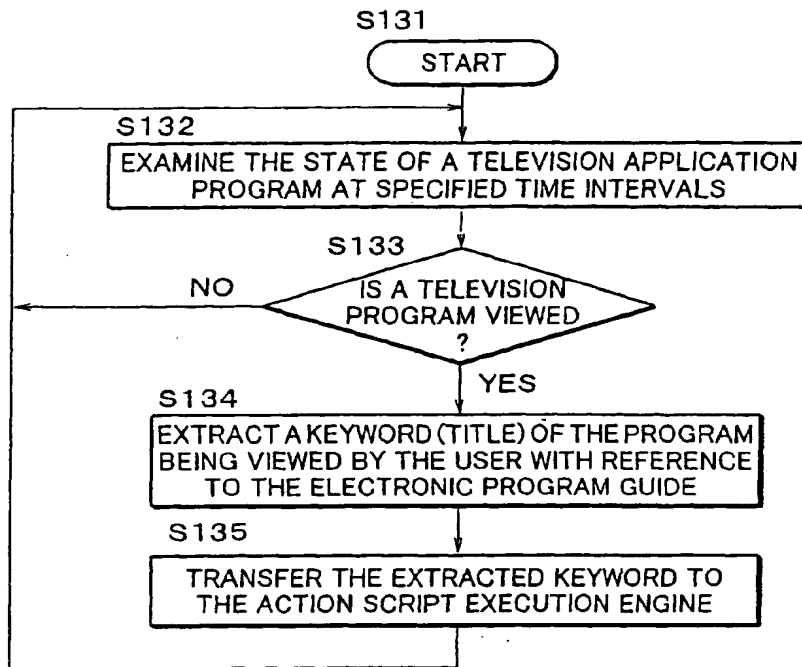 S131
START
S132
EXAMINE THE STATE OF A TELEVISION APPLICATION
PROGRAM AT SPECIFIED TIME INTERVALS
S133
NO
IS A TELEVISION
PROGRAM VIEWED
?
YES
S134
EXTRACT A KEYWORD (TITLE) OF THE PROGRAM
BEING VIEWED BY THE USER WITH REFERENCE
TO THE ELECTRONIC PROGRAM GUIDE
S135
TRANSFER THE EXTRACTED KEYWORD TO
THE ACTION SCRIPT EXECUTION ENGINE